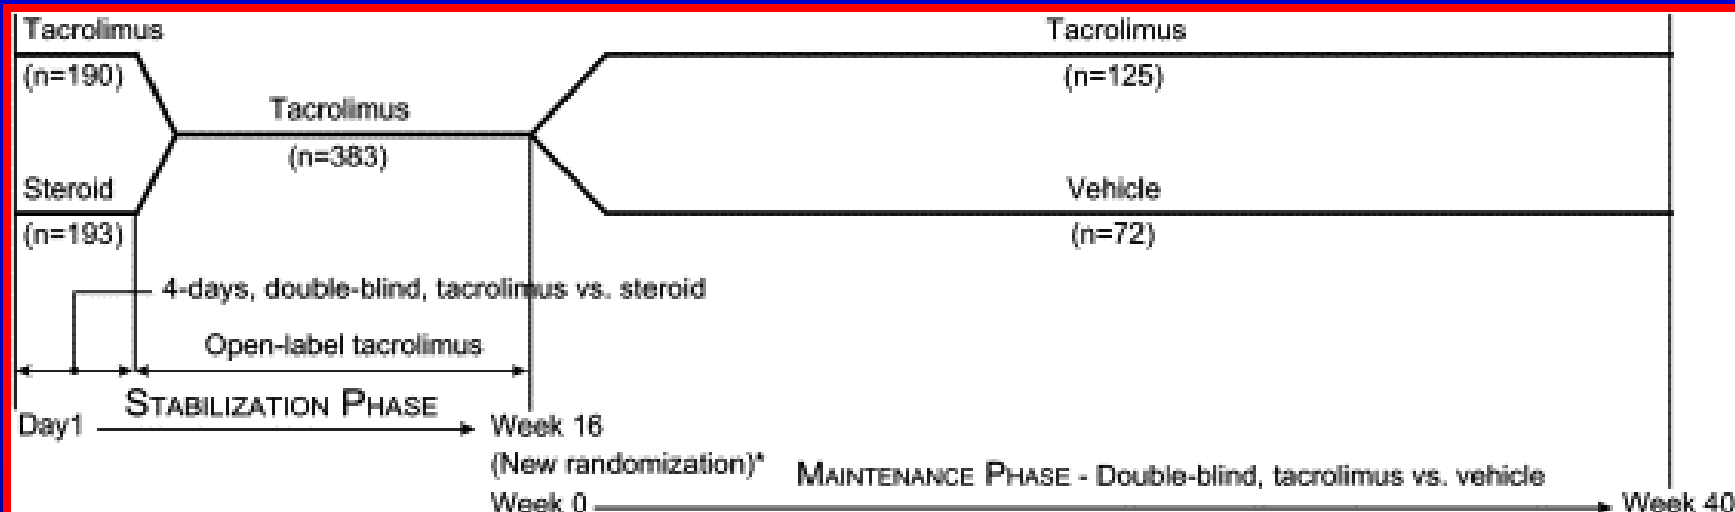 Tacrolimus
(n=190)
Tacrolimus
(n=383)
Steroid
(n=193)
Tacrolimus
(n=125)
Vehicle
(n=72)
4-days, double-blind, tacrolimus vs. steroid
Open-label tacrolimus
STABILIZATION PHASE
Day1
Week 16
(New randomization)*
MAINTENANCE PHASE - Double-blind, tacrolimus vs. vehicle
Week 0
Week 40